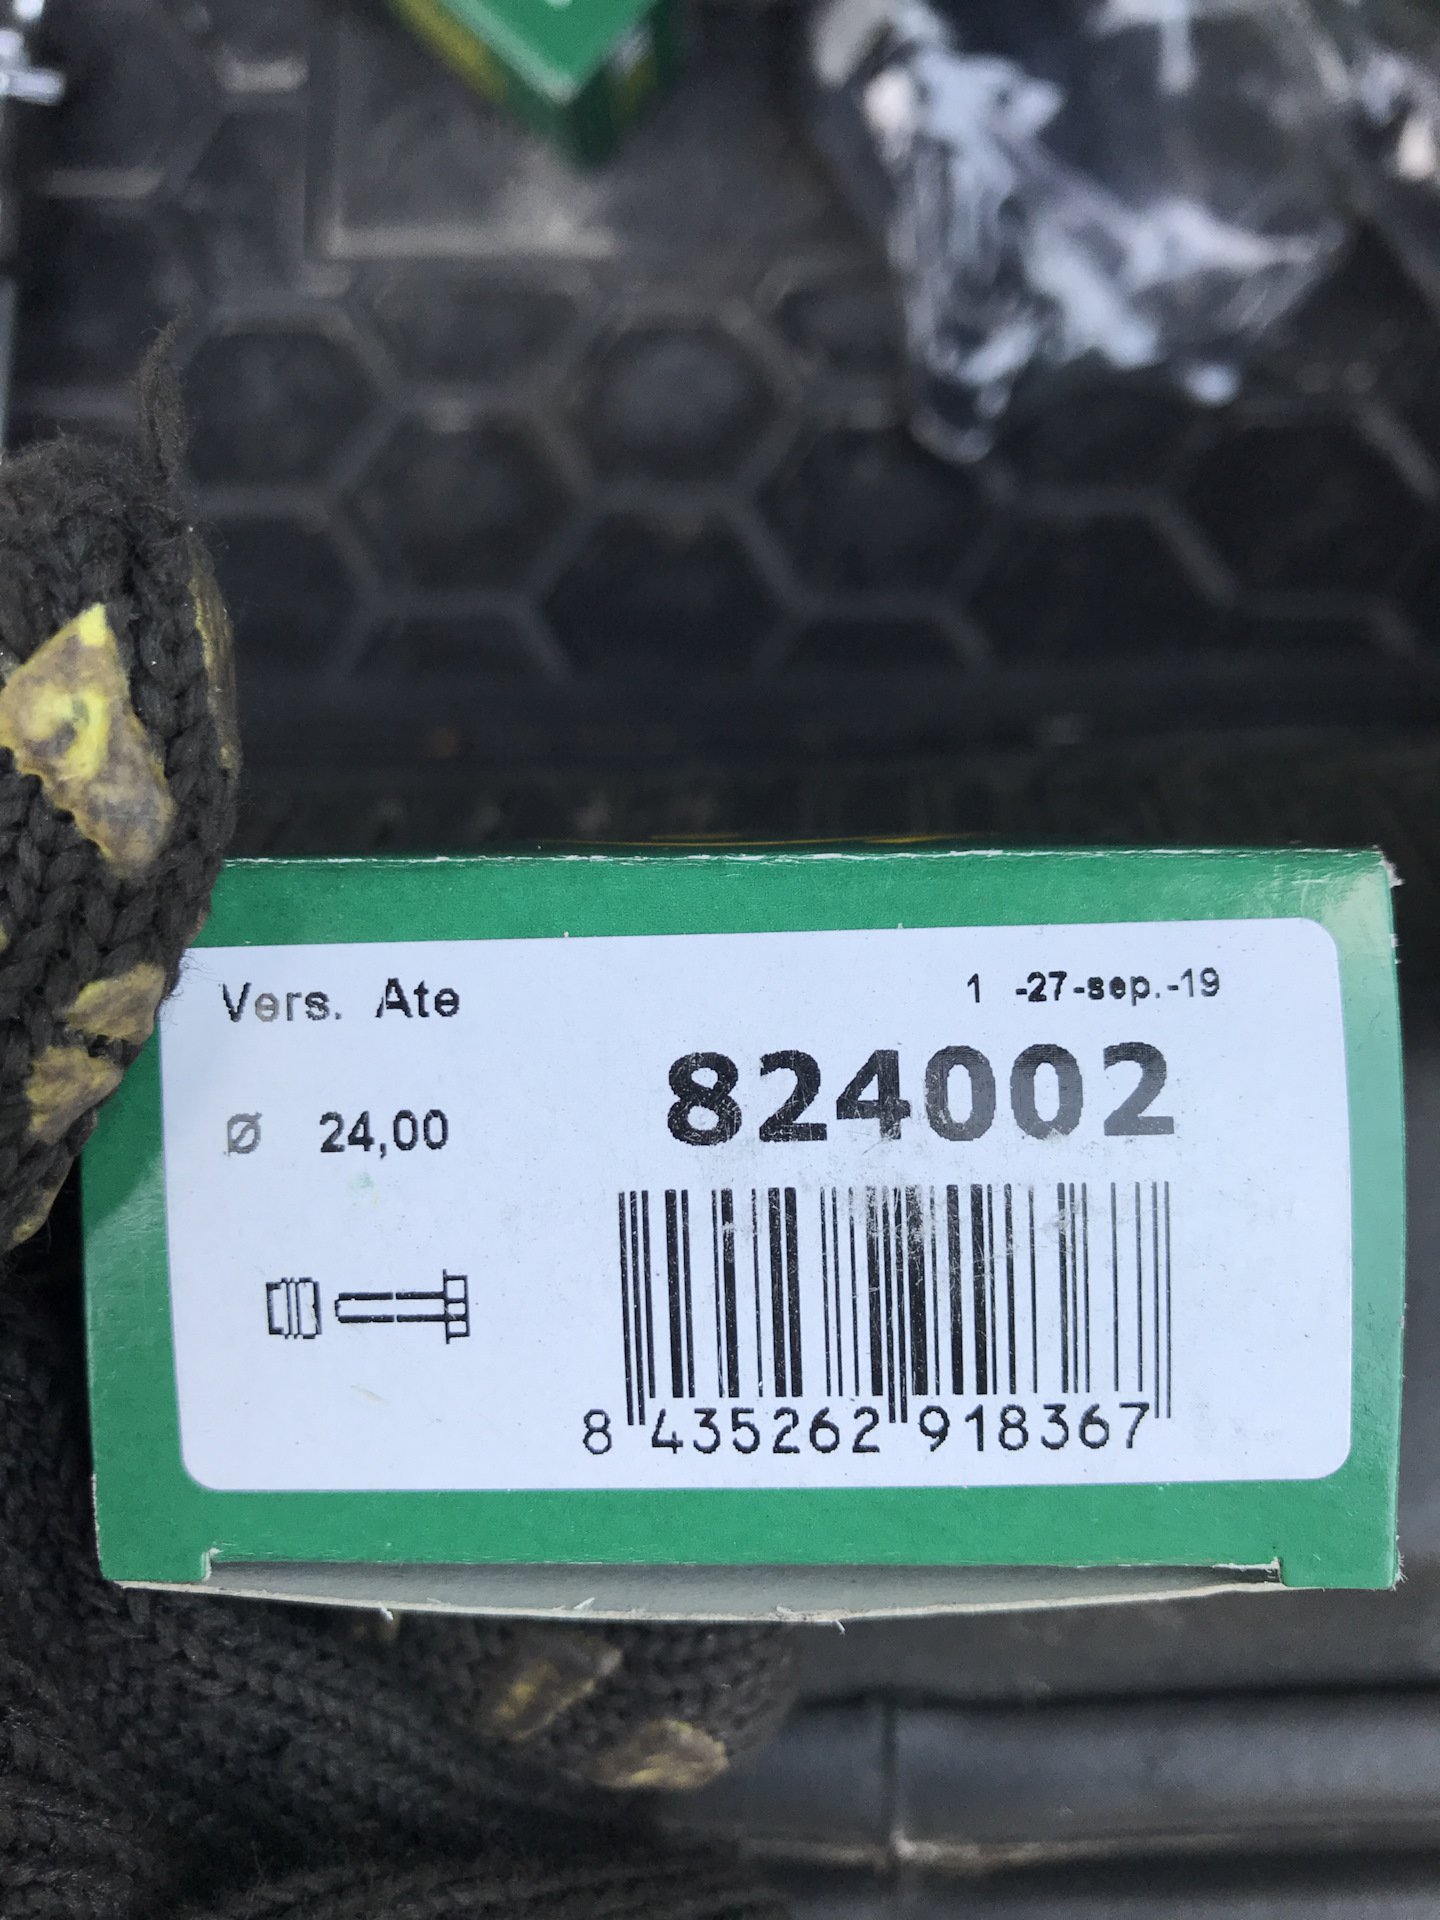 Vers. Ate
1 -27-sep.-19
824002
Ø 24,00
8 435262 918367